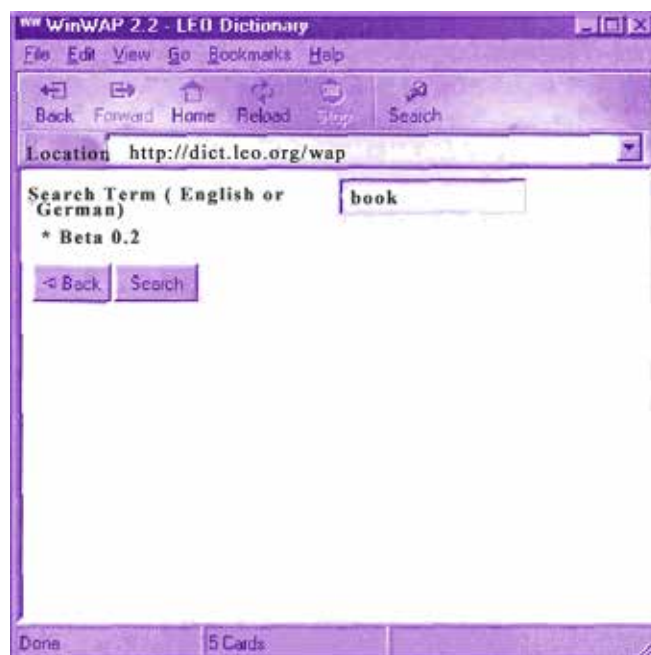 WW WinWAP 2.2 - LEO Dictionary
File Edit View Go Bookmarks Help
Back Forward Home Reload Stop Search
Location http://dict.leo.org/wap
Search Term ( English or
German)
book
* Beta 0.2
Back Search
Done 5 Cards